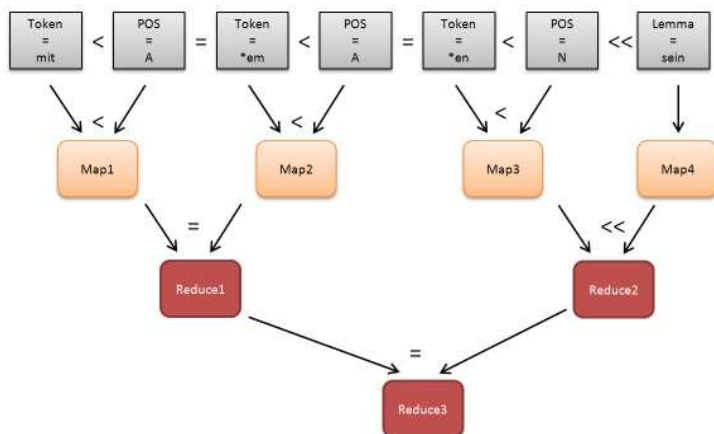 Token = mit < POS = A = Token = *em < POS = A = Token = *en < POS = N << Lemma = sein
< < <
Map1 Map2 Map3 Map4
= <<
Reduce1 Reduce2
=
Reduce3